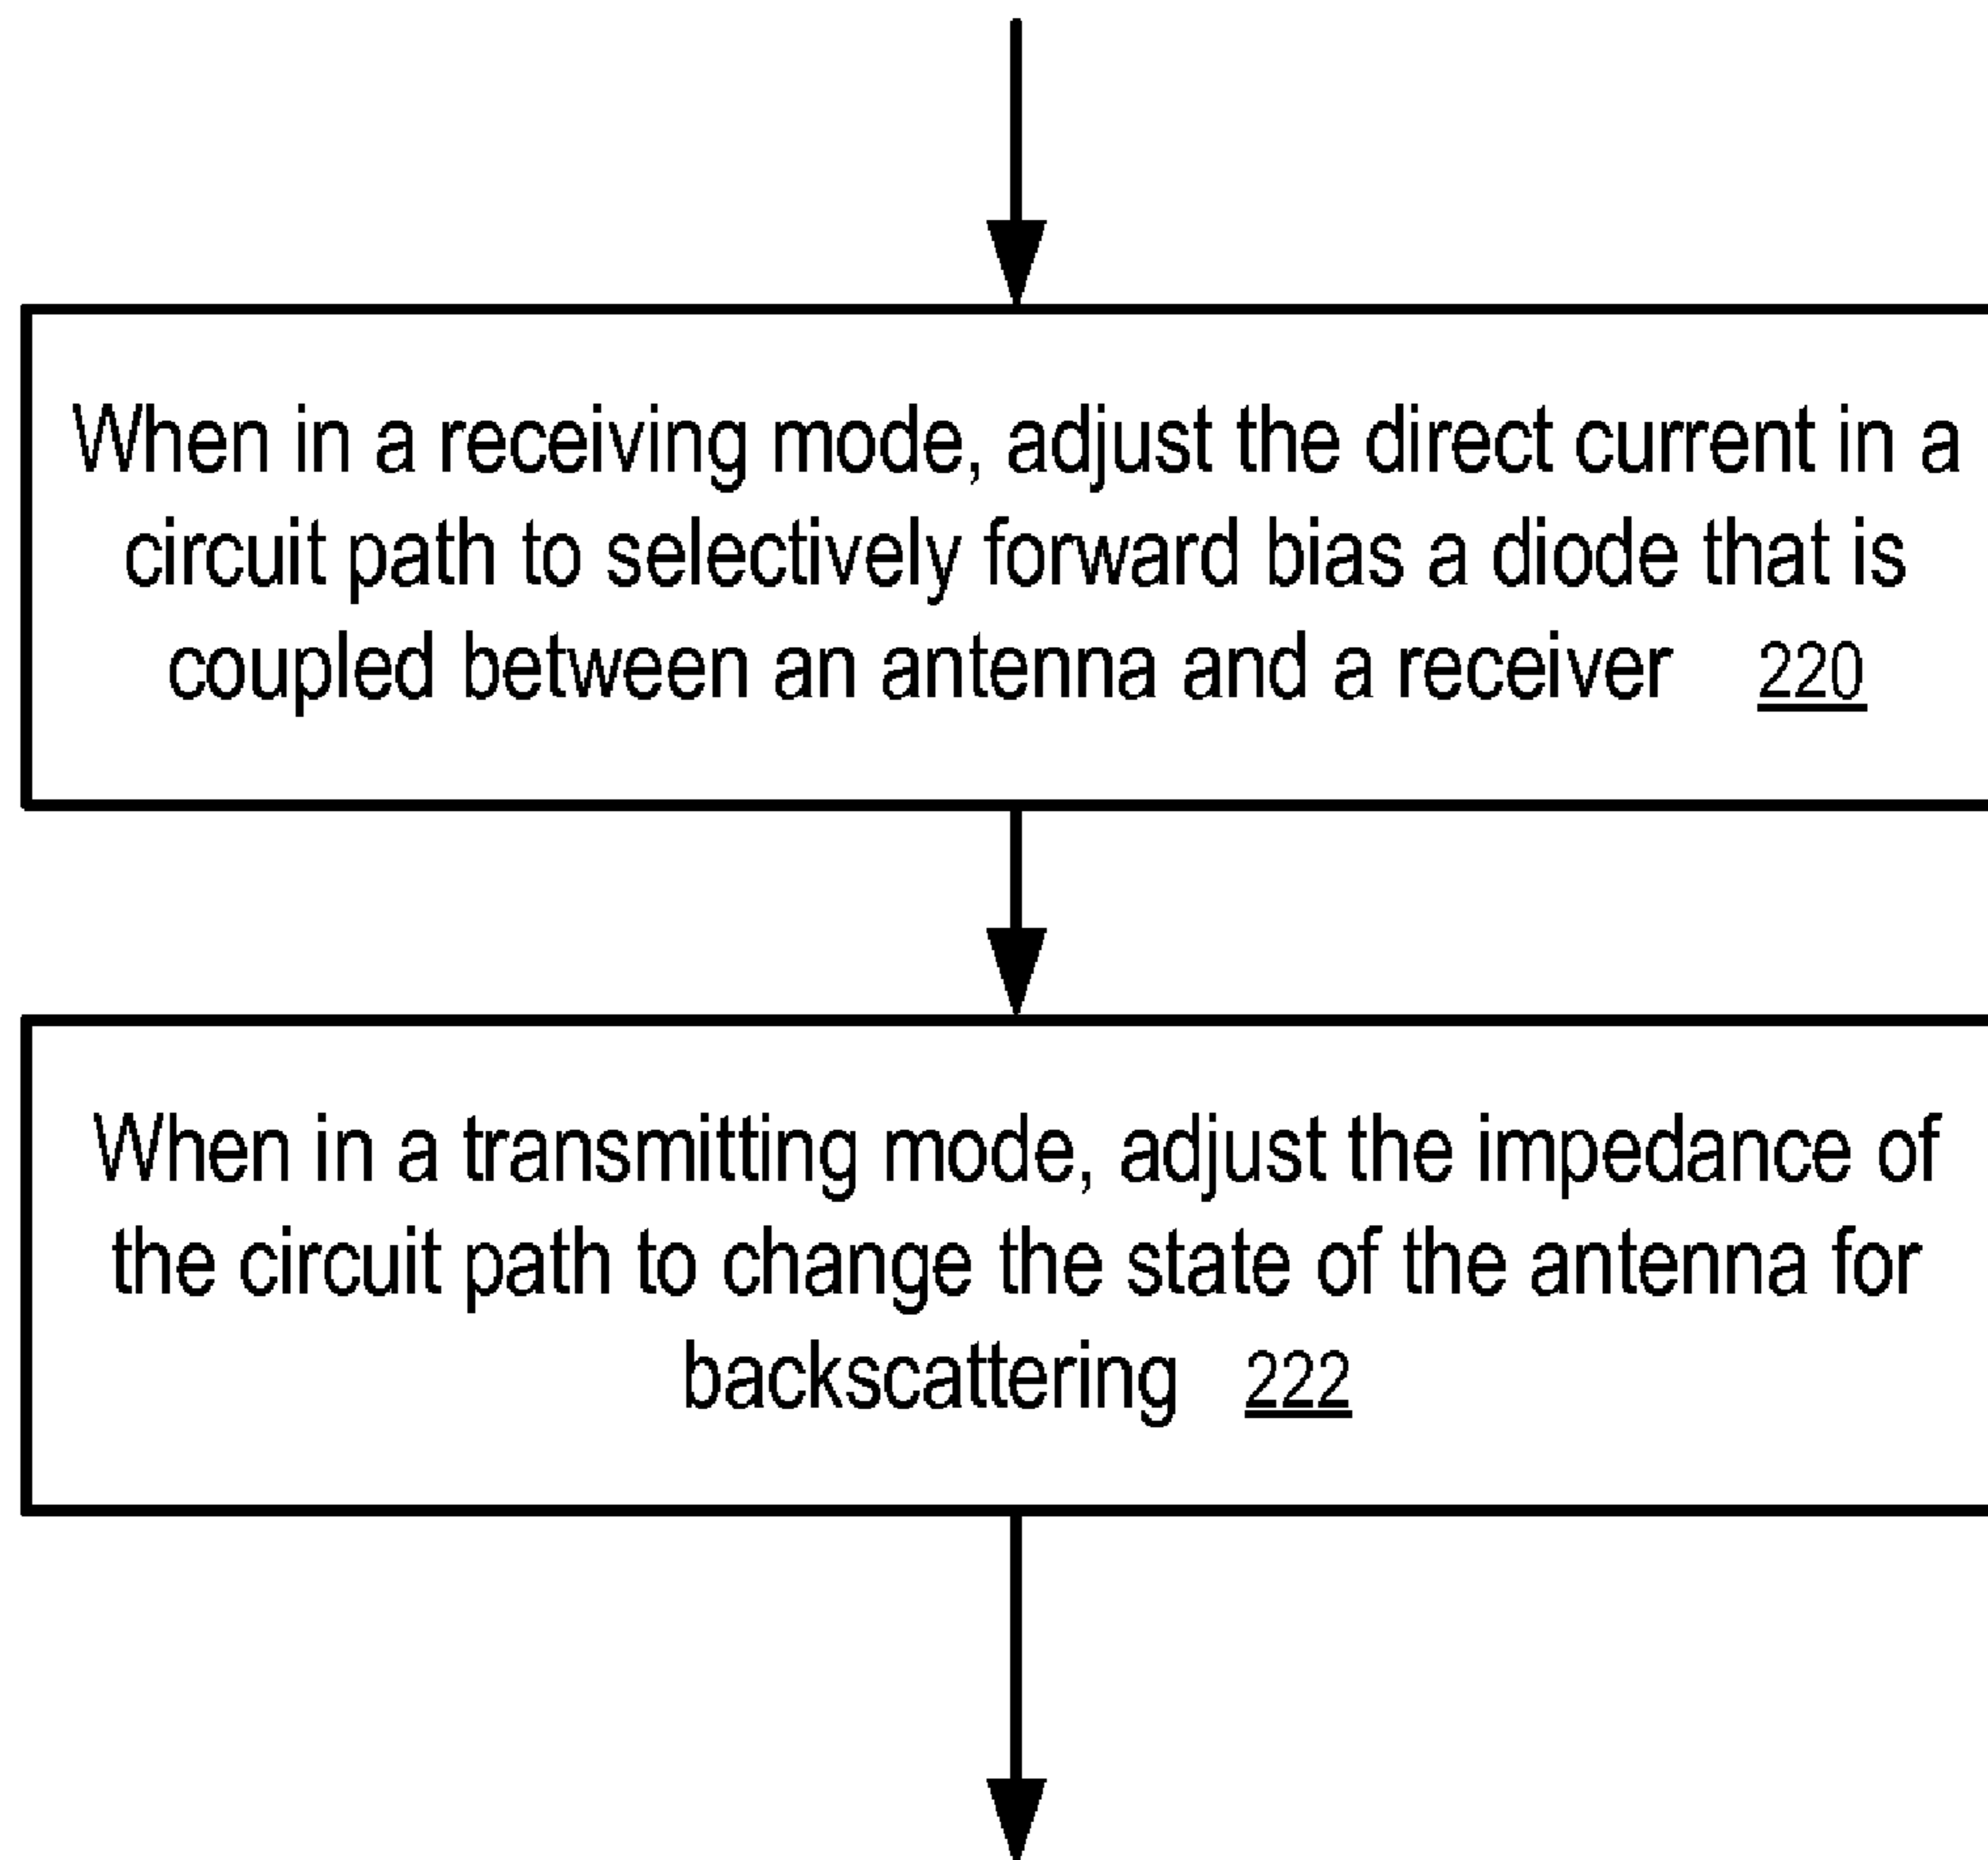 When in a receiving mode, adjust the direct current in a
circuit path to selectively forward bias a diode that is
coupled between an antenna and a receiver 220
When in a transmitting mode, adjust the impedance of
the circuit path to change the state of the antenna for
backscattering 222